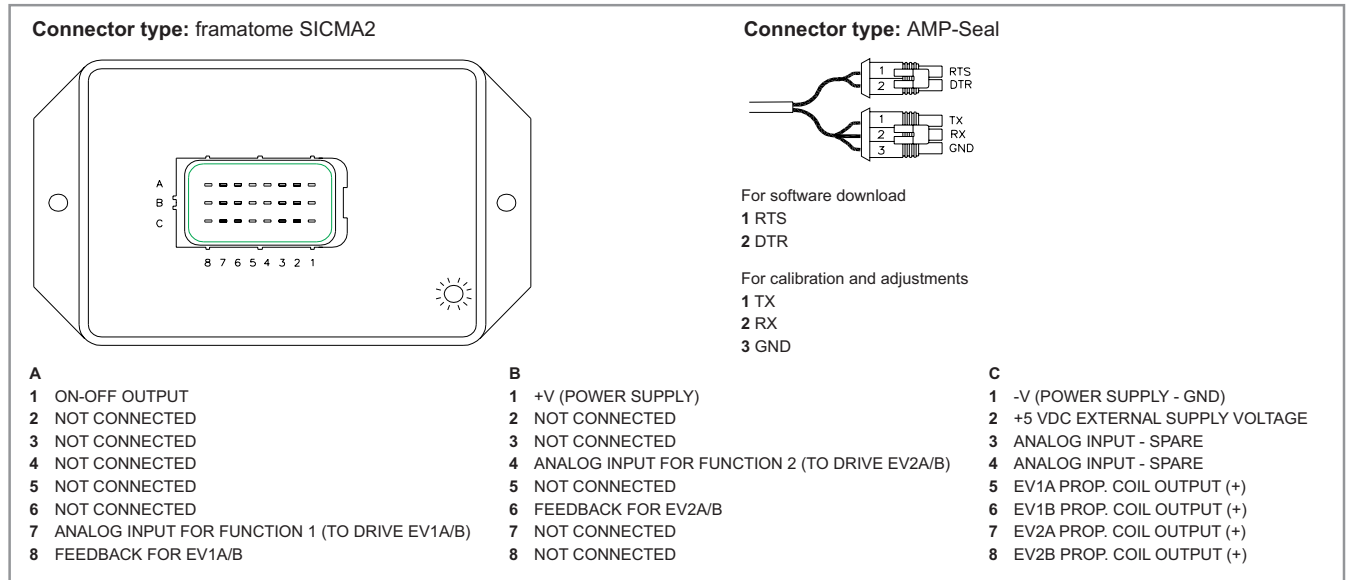 Connector type: framatome SICMA2
A
B
C
8 7 6 5 4 3 2 1
Connector type: AMP-Seal
1 RTS
2 DTR
1 TX
2 RX
3 GND
For software download
1 RTS
2 DTR
For calibration and adjustments
1 TX
2 RX
3 GND
A
1 ON-OFF OUTPUT
2 NOT CONNECTED
3 NOT CONNECTED
4 NOT CONNECTED
5 NOT CONNECTED
6 NOT CONNECTED
7 ANALOG INPUT FOR FUNCTION 1 (TO DRIVE EV1A/B)
8 FEEDBACK FOR EV1A/B
B
1 +V (POWER SUPPLY)
2 NOT CONNECTED
3 NOT CONNECTED
4 ANALOG INPUT FOR FUNCTION 2 (TO DRIVE EV2A/B)
5 NOT CONNECTED
6 FEEDBACK FOR EV2A/B
7 NOT CONNECTED
8 NOT CONNECTED
C
1 -V (POWER SUPPLY - GND)
2 +5 VDC EXTERNAL SUPPLY VOLTAGE
3 ANALOG INPUT - SPARE
4 ANALOG INPUT - SPARE
5 EV1A PROP. COIL OUTPUT (+)
6 EV1B PROP. COIL OUTPUT (+)
7 EV2A PROP. COIL OUTPUT (+)
8 EV2B PROP. COIL OUTPUT (+)